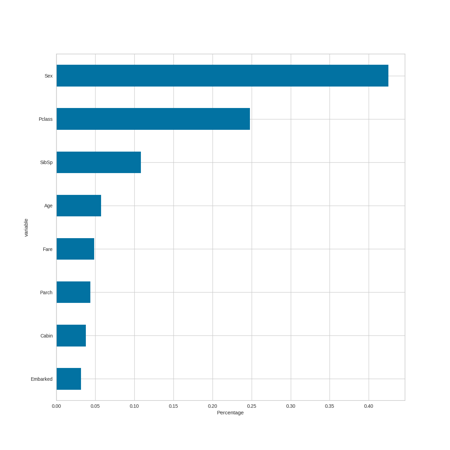 Sex
Pclass
SibSp
Age
Fare
Parch
Cabin
Embarked
variable
0.00 0.05 0.10 0.15 0.20 0.25 0.30 0.35 0.40
Percentage